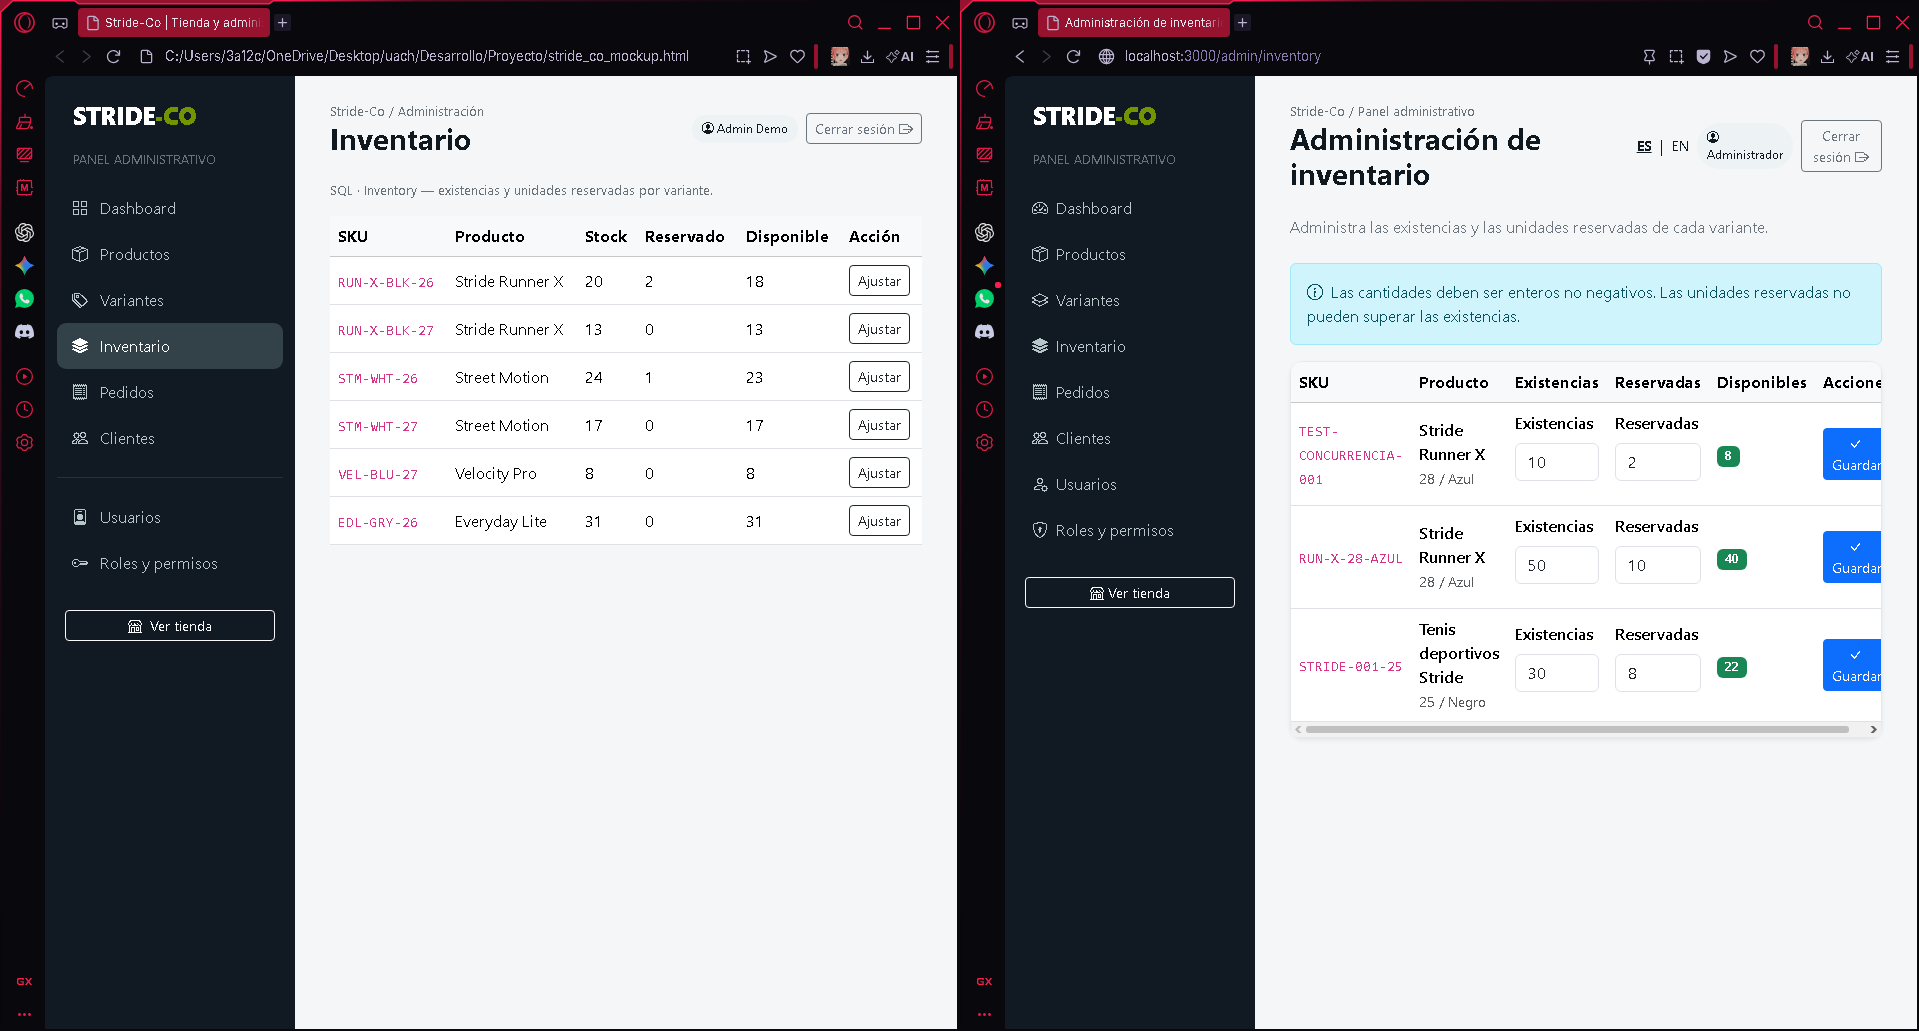 Stride-Co | Tienda y admini
C:/Users/3a12c/OneDrive/Desktop/uach/Desarrollo/Proyecto/stride_co_mockup.html
AI
STRIDE-CO
PANEL ADMINISTRATIVO
Dashboard
Productos
Variantes
Inventario
Pedidos
Clientes
Usuarios
Roles y permisos
Ver tienda
GX
Stride-Co / Administración
Inventario
Admin Demo
Cerrar sesión
SQL · Inventory — existencias y unidades reservadas por variante.
SKU Producto Stock Reservado Disponible Acción
RUN-X-BLK-26 Stride Runner X 20 2 18 Ajustar
RUN-X-BLK-27 Stride Runner X 13 0 13 Ajustar
STM-WHT-26 Street Motion 24 1 23 Ajustar
STM-WHT-27 Street Motion 17 0 17 Ajustar
VEL-BLU-27 Velocity Pro 8 0 8 Ajustar
EDL-GRY-26 Everyday Lite 31 0 31 Ajustar
Administración de inventari
localhost:3000/admin/inventory
AI
STRIDE-CO
PANEL ADMINISTRATIVO
Dashboard
Productos
Variantes
Inventario
Pedidos
Clientes
Usuarios
Roles y permisos
Ver tienda
GX
Stride-Co / Panel administrativo
Administración de
inventario
ES | EN
Administrador
Cerrar
sesión
Administra las existencias y las unidades reservadas de cada variante.
Las cantidades deben ser enteros no negativos. Las unidades reservadas no
pueden superar las existencias.
SKU Producto Existencias Reservadas Disponibles Accione
TEST-
CONCURRENCIA-
001
Stride
Runner X
28 / Azul
Existencias
10
Reservadas
2
8
Guardar
RUN-X-28-AZUL
Stride
Runner X
28 / Azul
Existencias
50
Reservadas
10
40
Guardar
STRIDE-001-25
Tenis
deportivos
Stride
25 / Negro
Existencias
30
Reservadas
8
22
Guardar